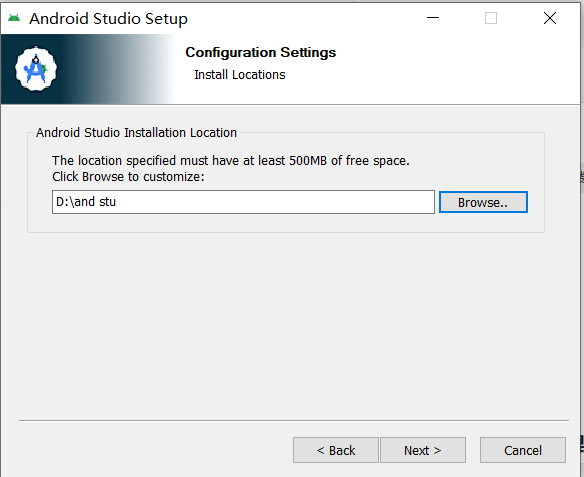 Android Studio Setup
Configuration Settings
Install Locations
Android Studio Installation Location
The location specified must have at least 500MB of free space.
Click Browse to customize:
D:\and stu
Browse..
< Back
Next >
Cancel